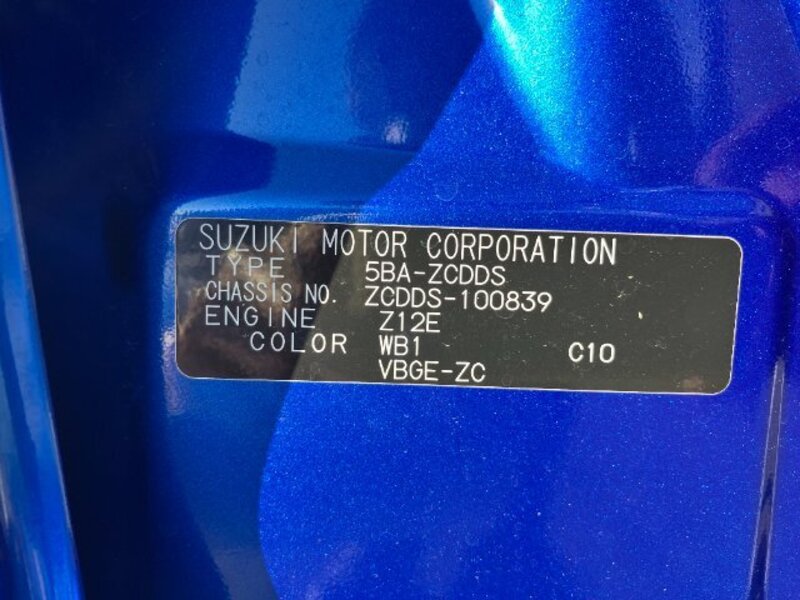 SUZUKI MOTOR CORPORATION
TYPE 5BA-ZCDDS
CHASSIS NO. ZCDDS-100839
ENGINE Z12E
COLOR WB1 C10
VBGE-ZC